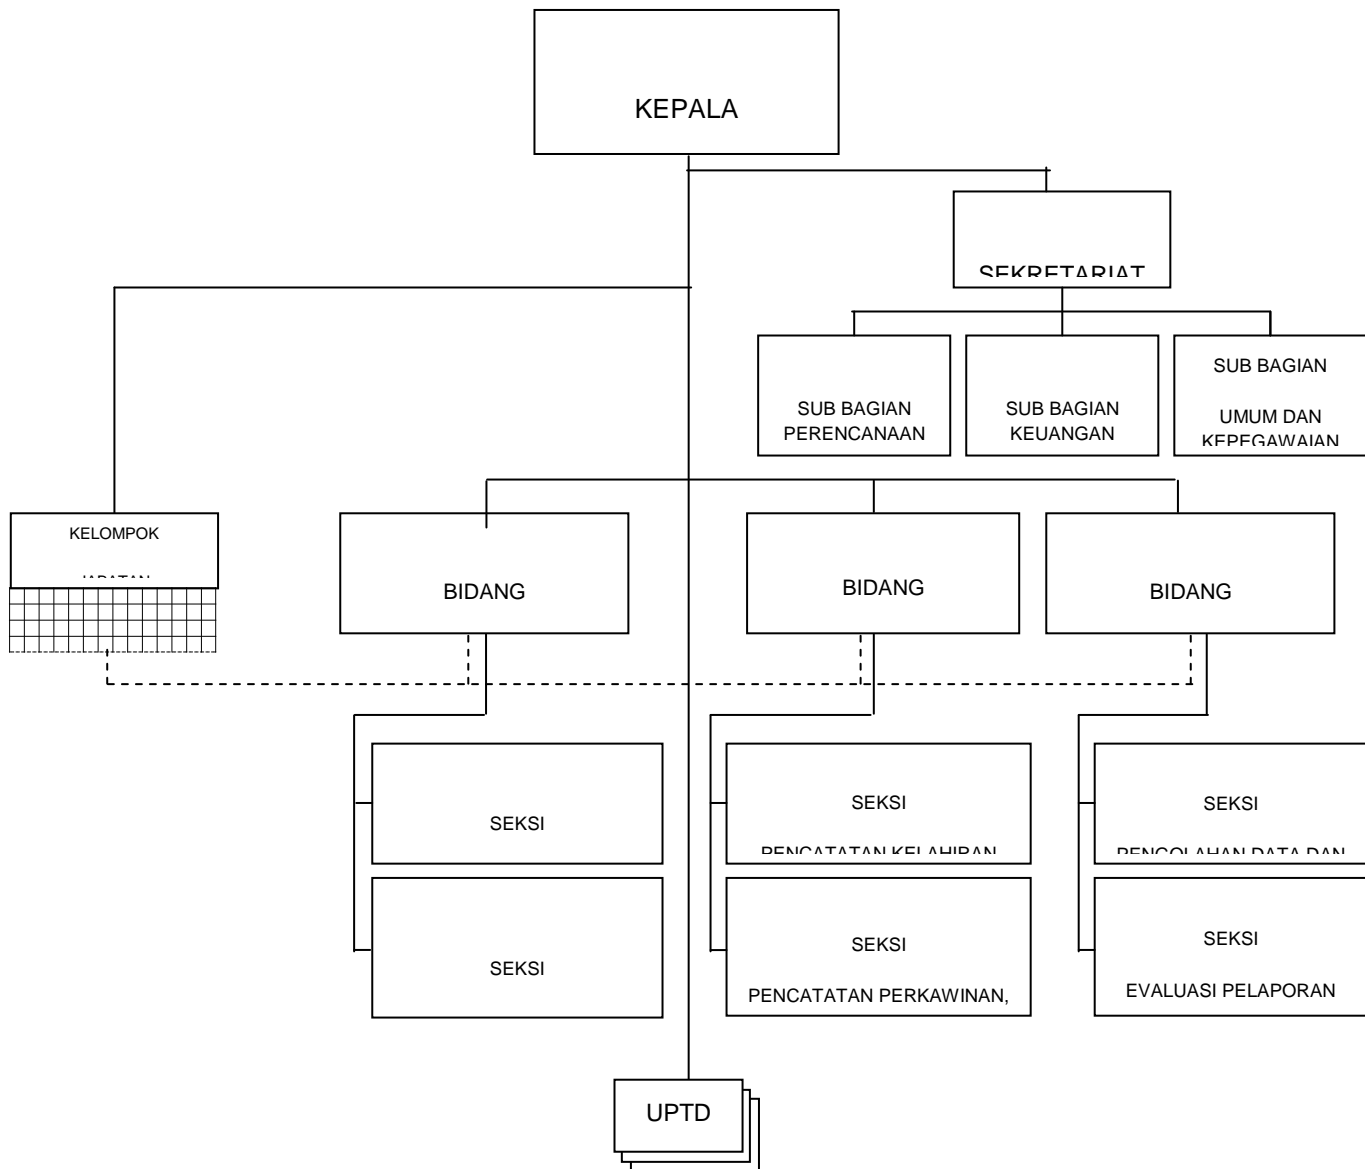 KEPALA
SEKRETARIAT
SUB BAGIAN
PERENCANAAN
SUB BAGIAN
KEUANGAN
SUB BAGIAN
UMUM DAN
KEPEGAWAIAN
KELOMPOK
JABATAN
BIDANG
BIDANG
BIDANG
SEKSI
SEKSI
PENCATATAN KELAHIRAN,
SEKSI
PENGOLAHAN DATA DAN
SEKSI
SEKSI
PENCATATAN PERKAWINAN,
SEKSI
EVALUASI PELAPORAN
UPTD